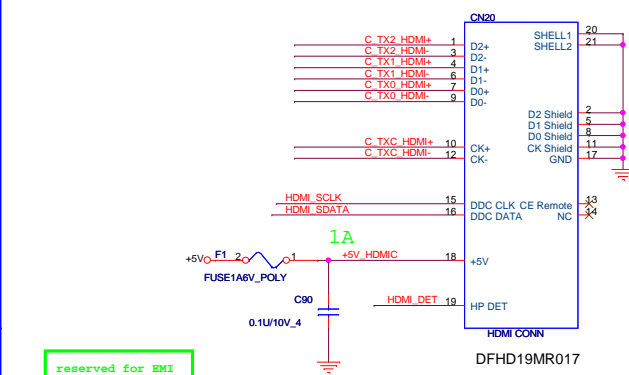 CN20
C_TX2_HDMI+ 1 D2+ SHELL1 20
C_TX2_HDMI- 3 D2- SHELL2 21
C_TX1_HDMI+ 4 D1+
C_TX1_HDMI- 6 D1-
C_TX0_HDMI+ 7 D0+
C_TX0_HDMI- 9 D0-
D2 Shield 2
D1 Shield 5
D0 Shield 8
C_TXC_HDMI+ 10 CK+ CK Shield 11
C_TXC_HDMI- 12 CK- GND 17
HDMI_SCLK 15 DDC CLK CE Remote 13
HDMI_SDATA 16 DDC DATA NC 14
1A
+5V F1 2 1 +5V_HDMIC 18 +5V
FUSE1A6V_POLY
C90
HDMI_DET 19 HP DET
0.1U/10V_4
HDMI CONN
DFHD19MR017
reserved for EMI